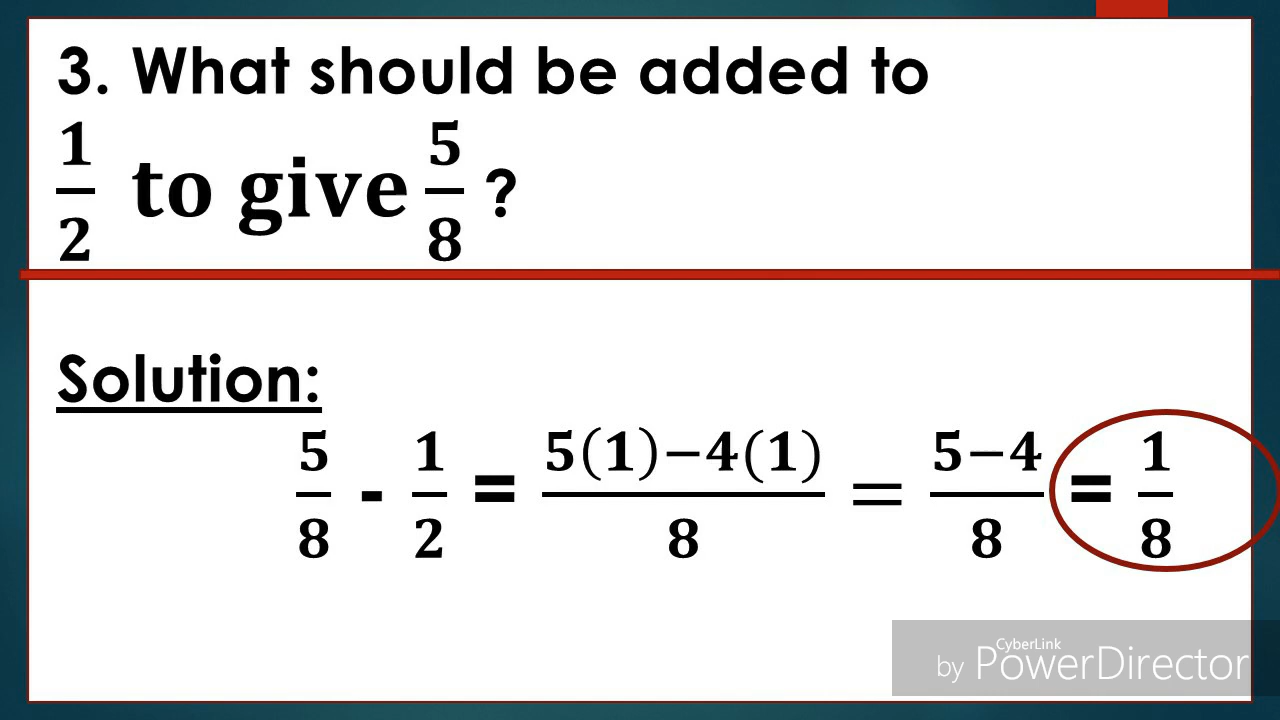 3. What should be added to
1/2 to give 5/8 ?
Solution:
5/8 - 1/2 = 5(1)−4(1)/8 = 5−4/8 = 1/8
CyberLink
by PowerDirector